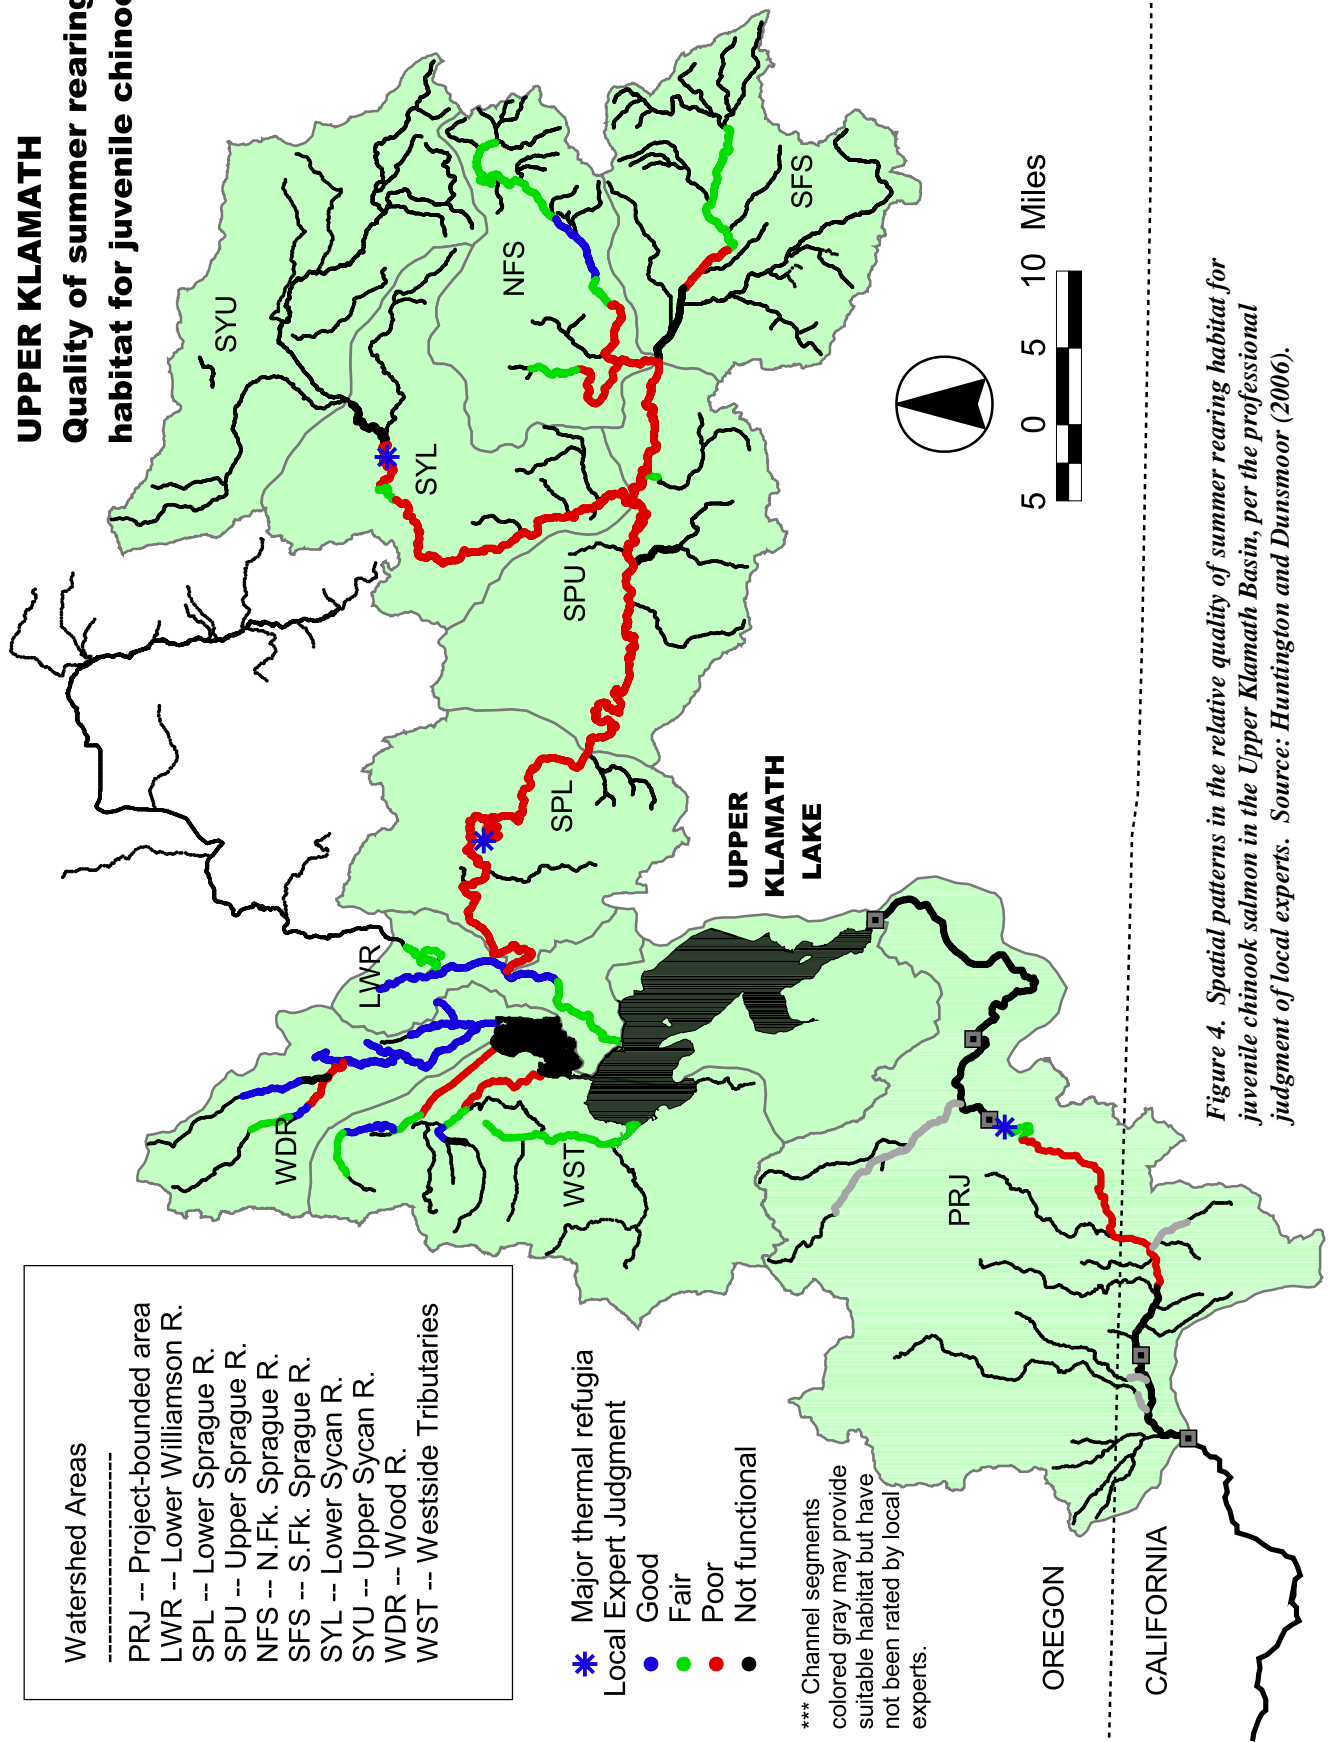 UPPER KLAMATH
Quality of summer rearing
habitat for juvenile chinoo
Watershed Areas
--------------------
PRJ -- Project-bounded area
LWR -- Lower Williamson R.
SPL -- Lower Sprague R.
SPU -- Upper Sprague R.
NFS -- N.Fk. Sprague R.
SFS -- S.Fk. Sprague R.
SYL -- Lower Sycan R.
SYU -- Upper Sycan R.
WDR -- Wood R.
WST -- Westside Tributaries
Major thermal refugia
Local Expert Judgment
Good
Fair
Poor
Not functional
*** Channel segments
colored gray may provide
suitable habitat but have
not been rated by local
experts.
WDR
LWR
WST
SPL
SPU
SYL
SYU
NFS
SFS
PRJ
UPPER
KLAMATH
LAKE
5 0 5 10 Miles
OREGON
CALIFORNIA
Figure 4. Spatial patterns in the relative quality of summer rearing habitat for
juvenile chinook salmon in the Upper Klamath Basin, per the professional
judgment of local experts. Source: Huntington and Dunsmoor (2006).